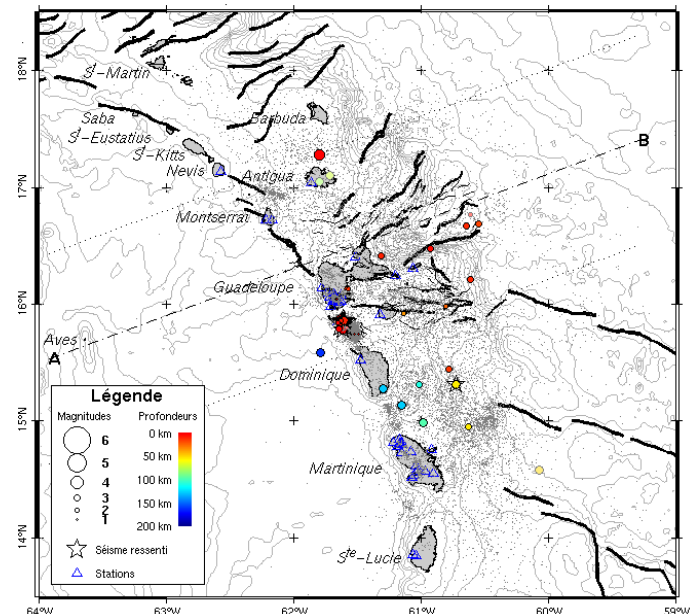 18°N
17°N
16°N
15°N
14°N
Sᵗ-Martin
Saba
Sᵗ-Eustatius
Sᵗ-Kitts
Nevis
Barbuda
Antigua
Montserrat
Guadeloupe
Aves
A
B
Dominique
Martinique
Sᵗᵉ-Lucie
Légende
Magnitudes Profondeurs
6 0 km
5 50 km
4 100 km
3 150 km
2 200 km
1
Séisme ressenti
Stations
64°W 63°W 62°W 61°W 60°W 59°W